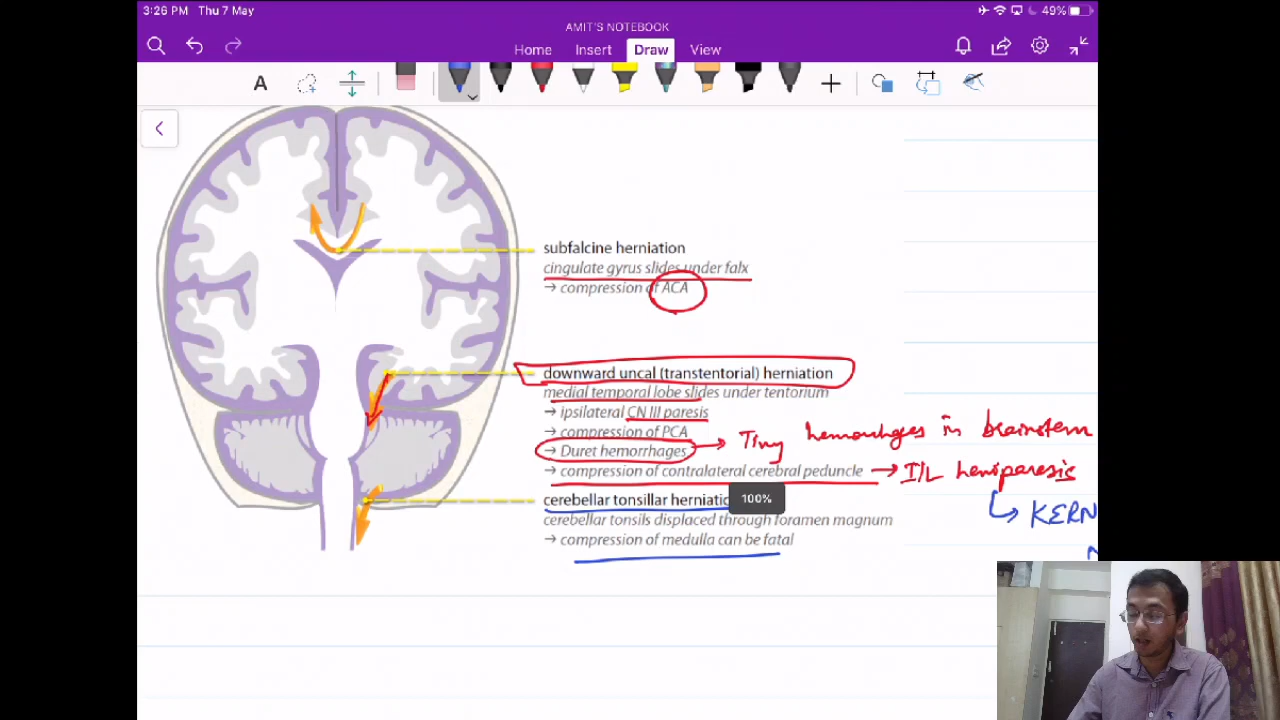 3:26 PM Thu 7 May
49%
AMIT'S NOTEBOOK
Home Insert Draw View
A
subfalcine herniation
cingulate gyrus slides under falx
→ compression of ACA
downward uncal (transtentorial) herniation
medial temporal lobe slides under tentorium
→ ipsilateral CN III paresis
→ compression of PCA
→ Duret hemorrhages → Tiny hemorrhages in brainstem
→ compression of contralateral cerebral peduncle → I/L hemiparesis
cerebellar tonsillar 100%
↳ KERN
cerebellar tonsils displaced through foramen magnum
→ compression of medulla can be fatal